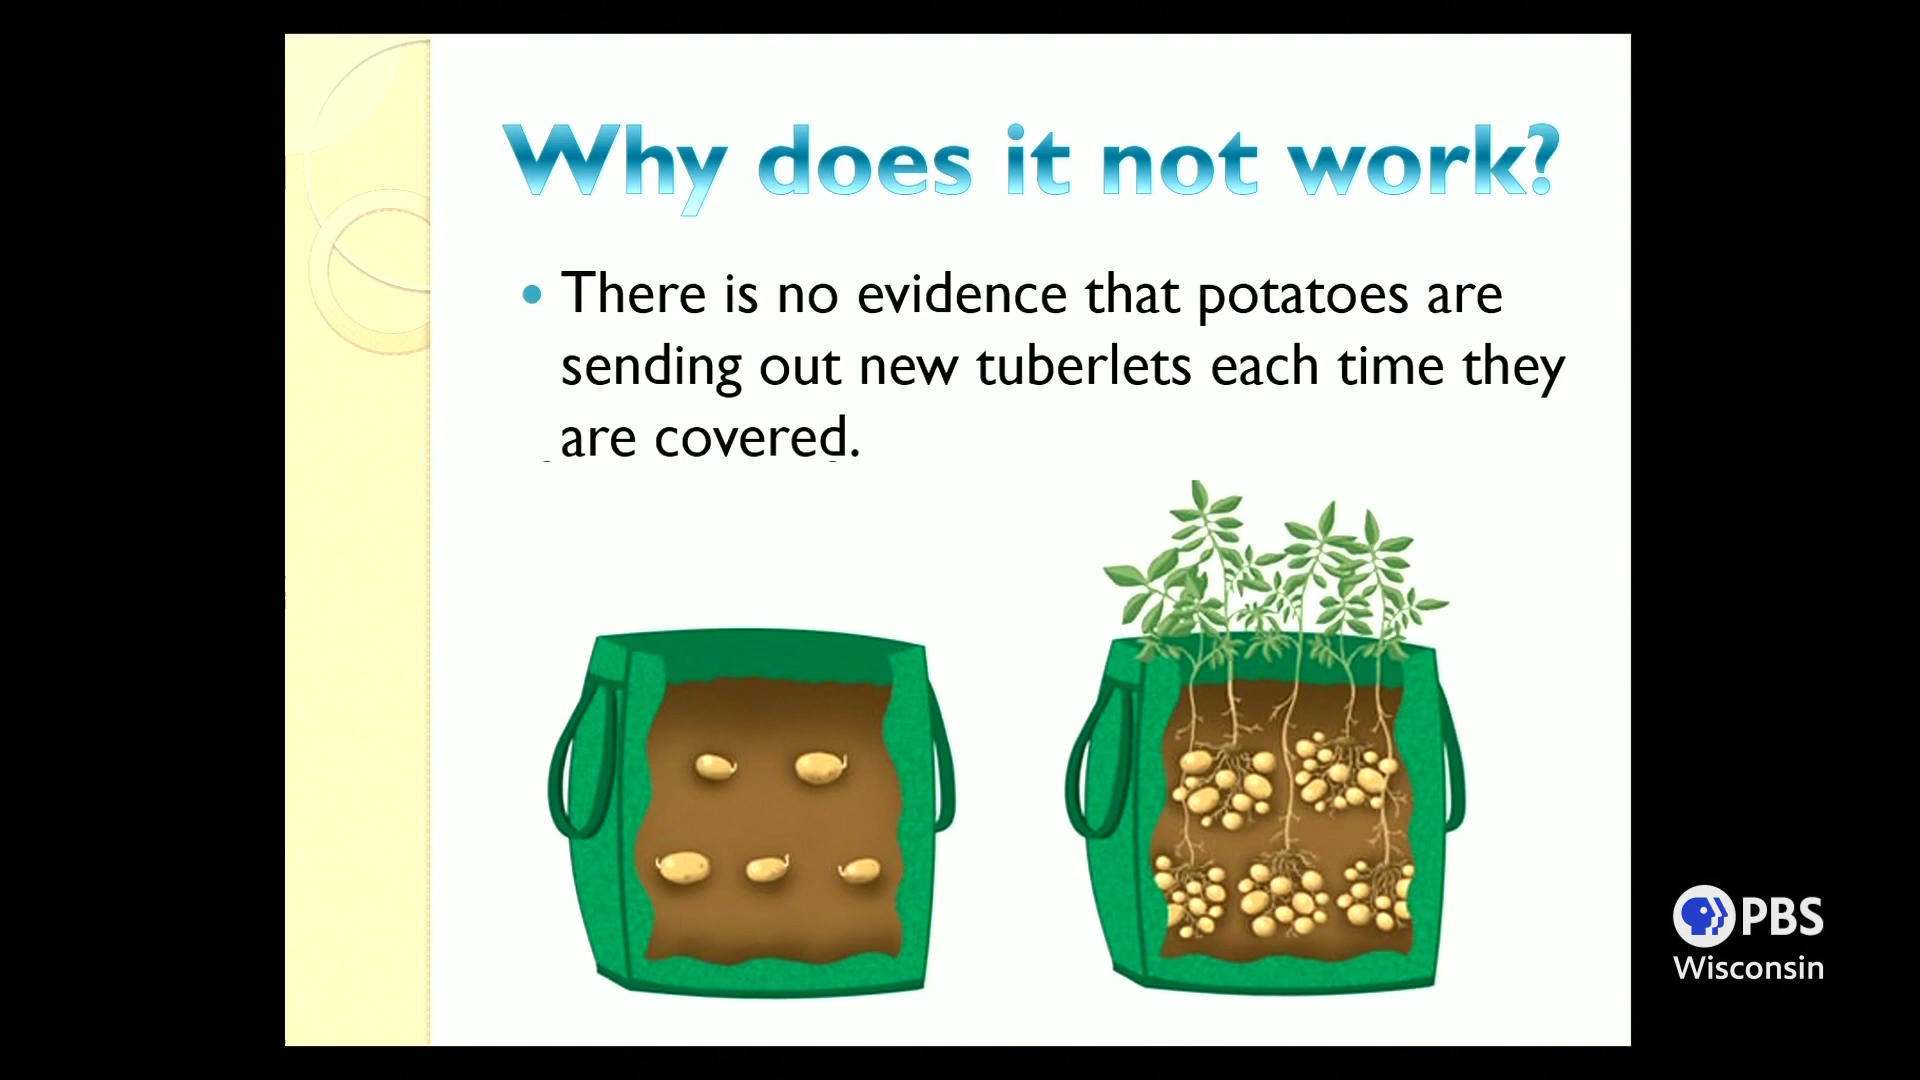 Why does it not work?
• There is no evidence that potatoes are
sending out new tuberlets each time they
are covered.
PBS
Wisconsin